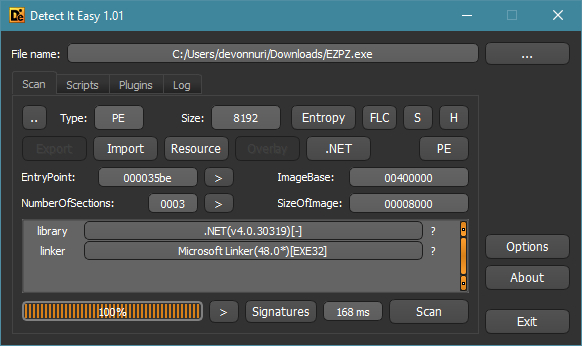 Detect It Easy 1.01
File name: C:/Users/devonnuri/Downloads/EZPZ.exe ...
Scan Scripts Plugins Log
.. Type: PE Size: 8192 Entropy FLC S H
Export Import Resource Overlay .NET PE
EntryPoint: 000035be > ImageBase: 00400000
NumberOfSections: 0003 > SizeOfImage: 00008000
library .NET(v4.0.30319)[-] ?
linker Microsoft Linker(48.0*)[EXE32] ?
Options
About
100% > Signatures 168 ms Scan
Exit